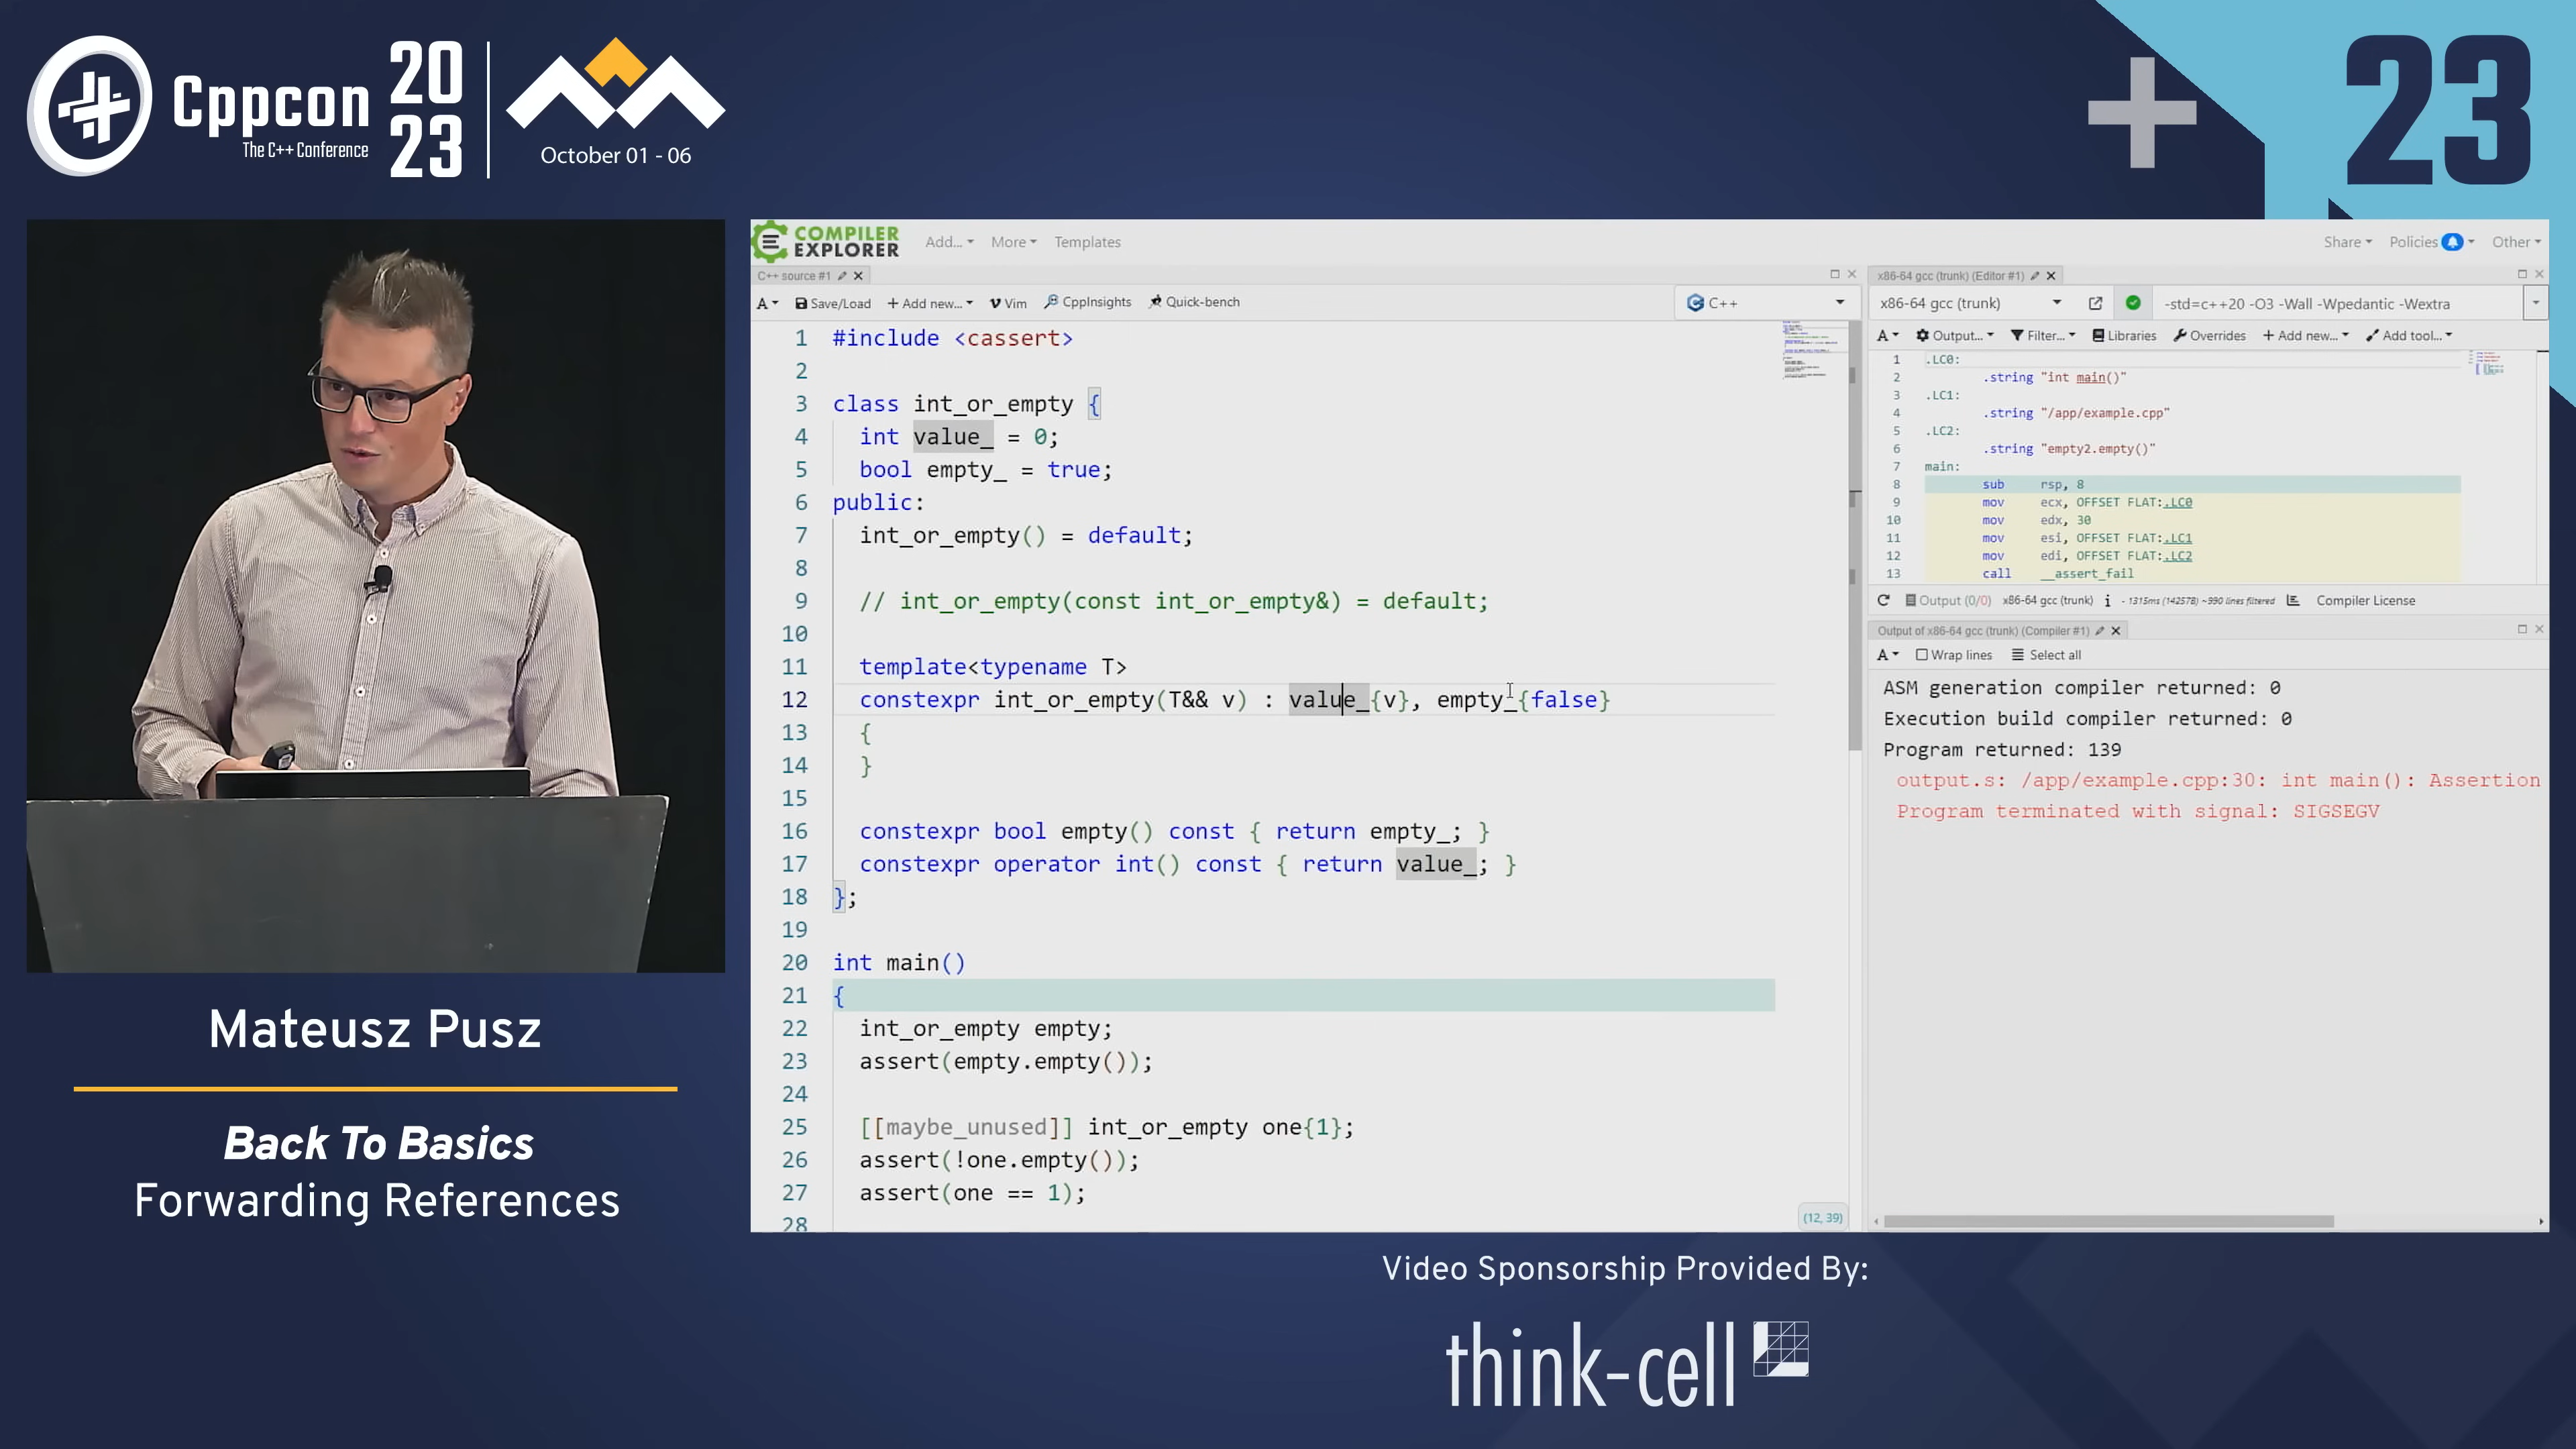 Cppcon
The C++ Conference
20
23
October 01 - 06
+ 23
COMPILER
EXPLORER
Add...
More
Templates
Share
Policies
Other
C++ source #1
A
Save/Load
+ Add new...
Vim
CppInsights
Quick-bench
C++
1 #include <cassert>
2
3 class int_or_empty {
4 int value_ = 0;
5 bool empty_ = true;
6 public:
7 int_or_empty() = default;
8
9 // int_or_empty(const int_or_empty&) = default;
10
11 template<typename T>
12 constexpr int_or_empty(T&& v) : value_{v}, empty_{false}
13 {
14 }
15
16 constexpr bool empty() const { return empty_; }
17 constexpr operator int() const { return value_; }
18 };
19
20 int main()
21 {
22 int_or_empty empty;
23 assert(empty.empty());
24
25 [[maybe_unused]] int_or_empty one{1};
26 assert(!one.empty());
27 assert(one == 1);
28
(12, 39)
x86-64 gcc (trunk) (Editor #1)
x86-64 gcc (trunk)
-std=c++20 -O3 -Wall -Wpedantic -Wextra
A
Output...
Filter...
Libraries
Overrides
+ Add new...
Add tool...
1 .LC0:
2 .string "int main()"
3 .LC1:
4 .string "/app/example.cpp"
5 .LC2:
6 .string "empty2.empty()"
7 main:
8 sub rsp, 8
9 mov ecx, OFFSET FLAT:.LC0
10 mov edx, 30
11 mov esi, OFFSET FLAT:.LC1
12 mov edi, OFFSET FLAT:.LC2
13 call __assert_fail
Output (0/0) x86-64 gcc (trunk) i - 1315ms (14257B) ~990 lines filtered Compiler License
Output of x86-64 gcc (trunk) (Compiler #1)
A
Wrap lines
Select all
ASM generation compiler returned: 0
Execution build compiler returned: 0
Program returned: 139
output.s: /app/example.cpp:30: int main(): Assertion
Program terminated with signal: SIGSEGV
Mateusz Pusz
Back To Basics
Forwarding References
Video Sponsorship Provided By:
think-cell